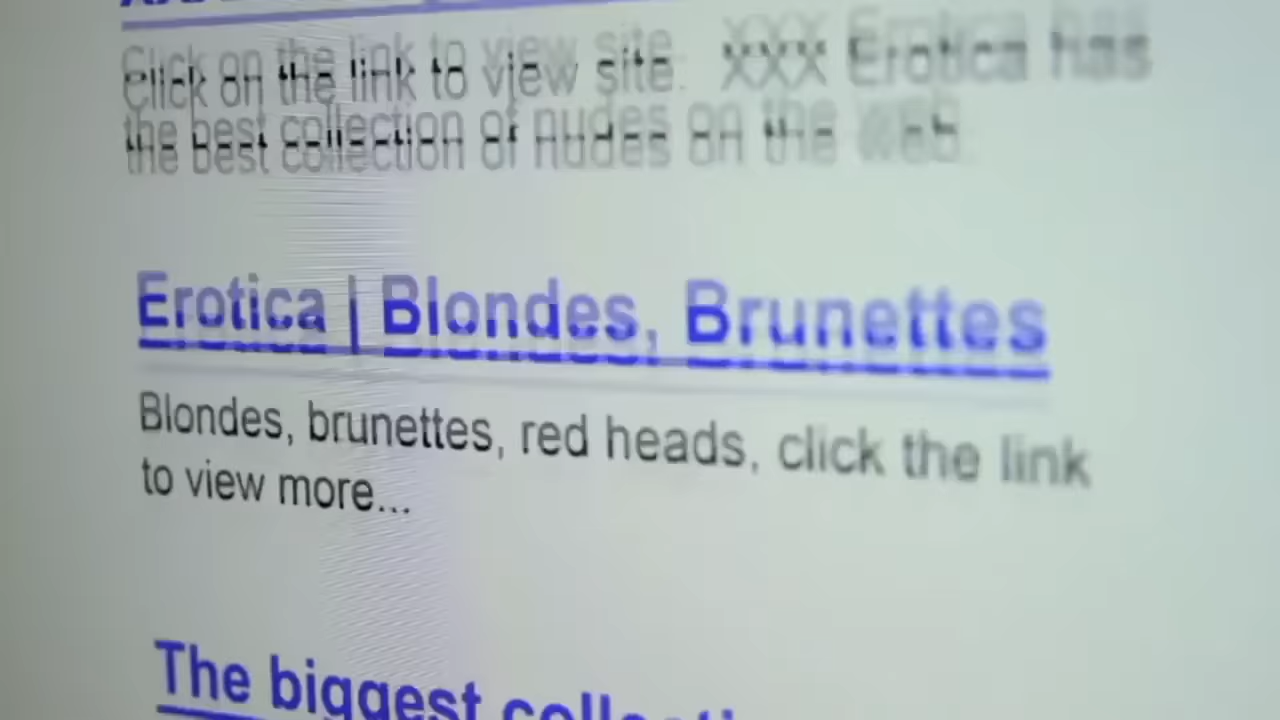 Click on the link to view site. XXX Erotica has
the best collection of nudes on the web.
Erotica | Blondes, Brunettes
Blondes, brunettes, red heads, click the link
to view more...
The biggest